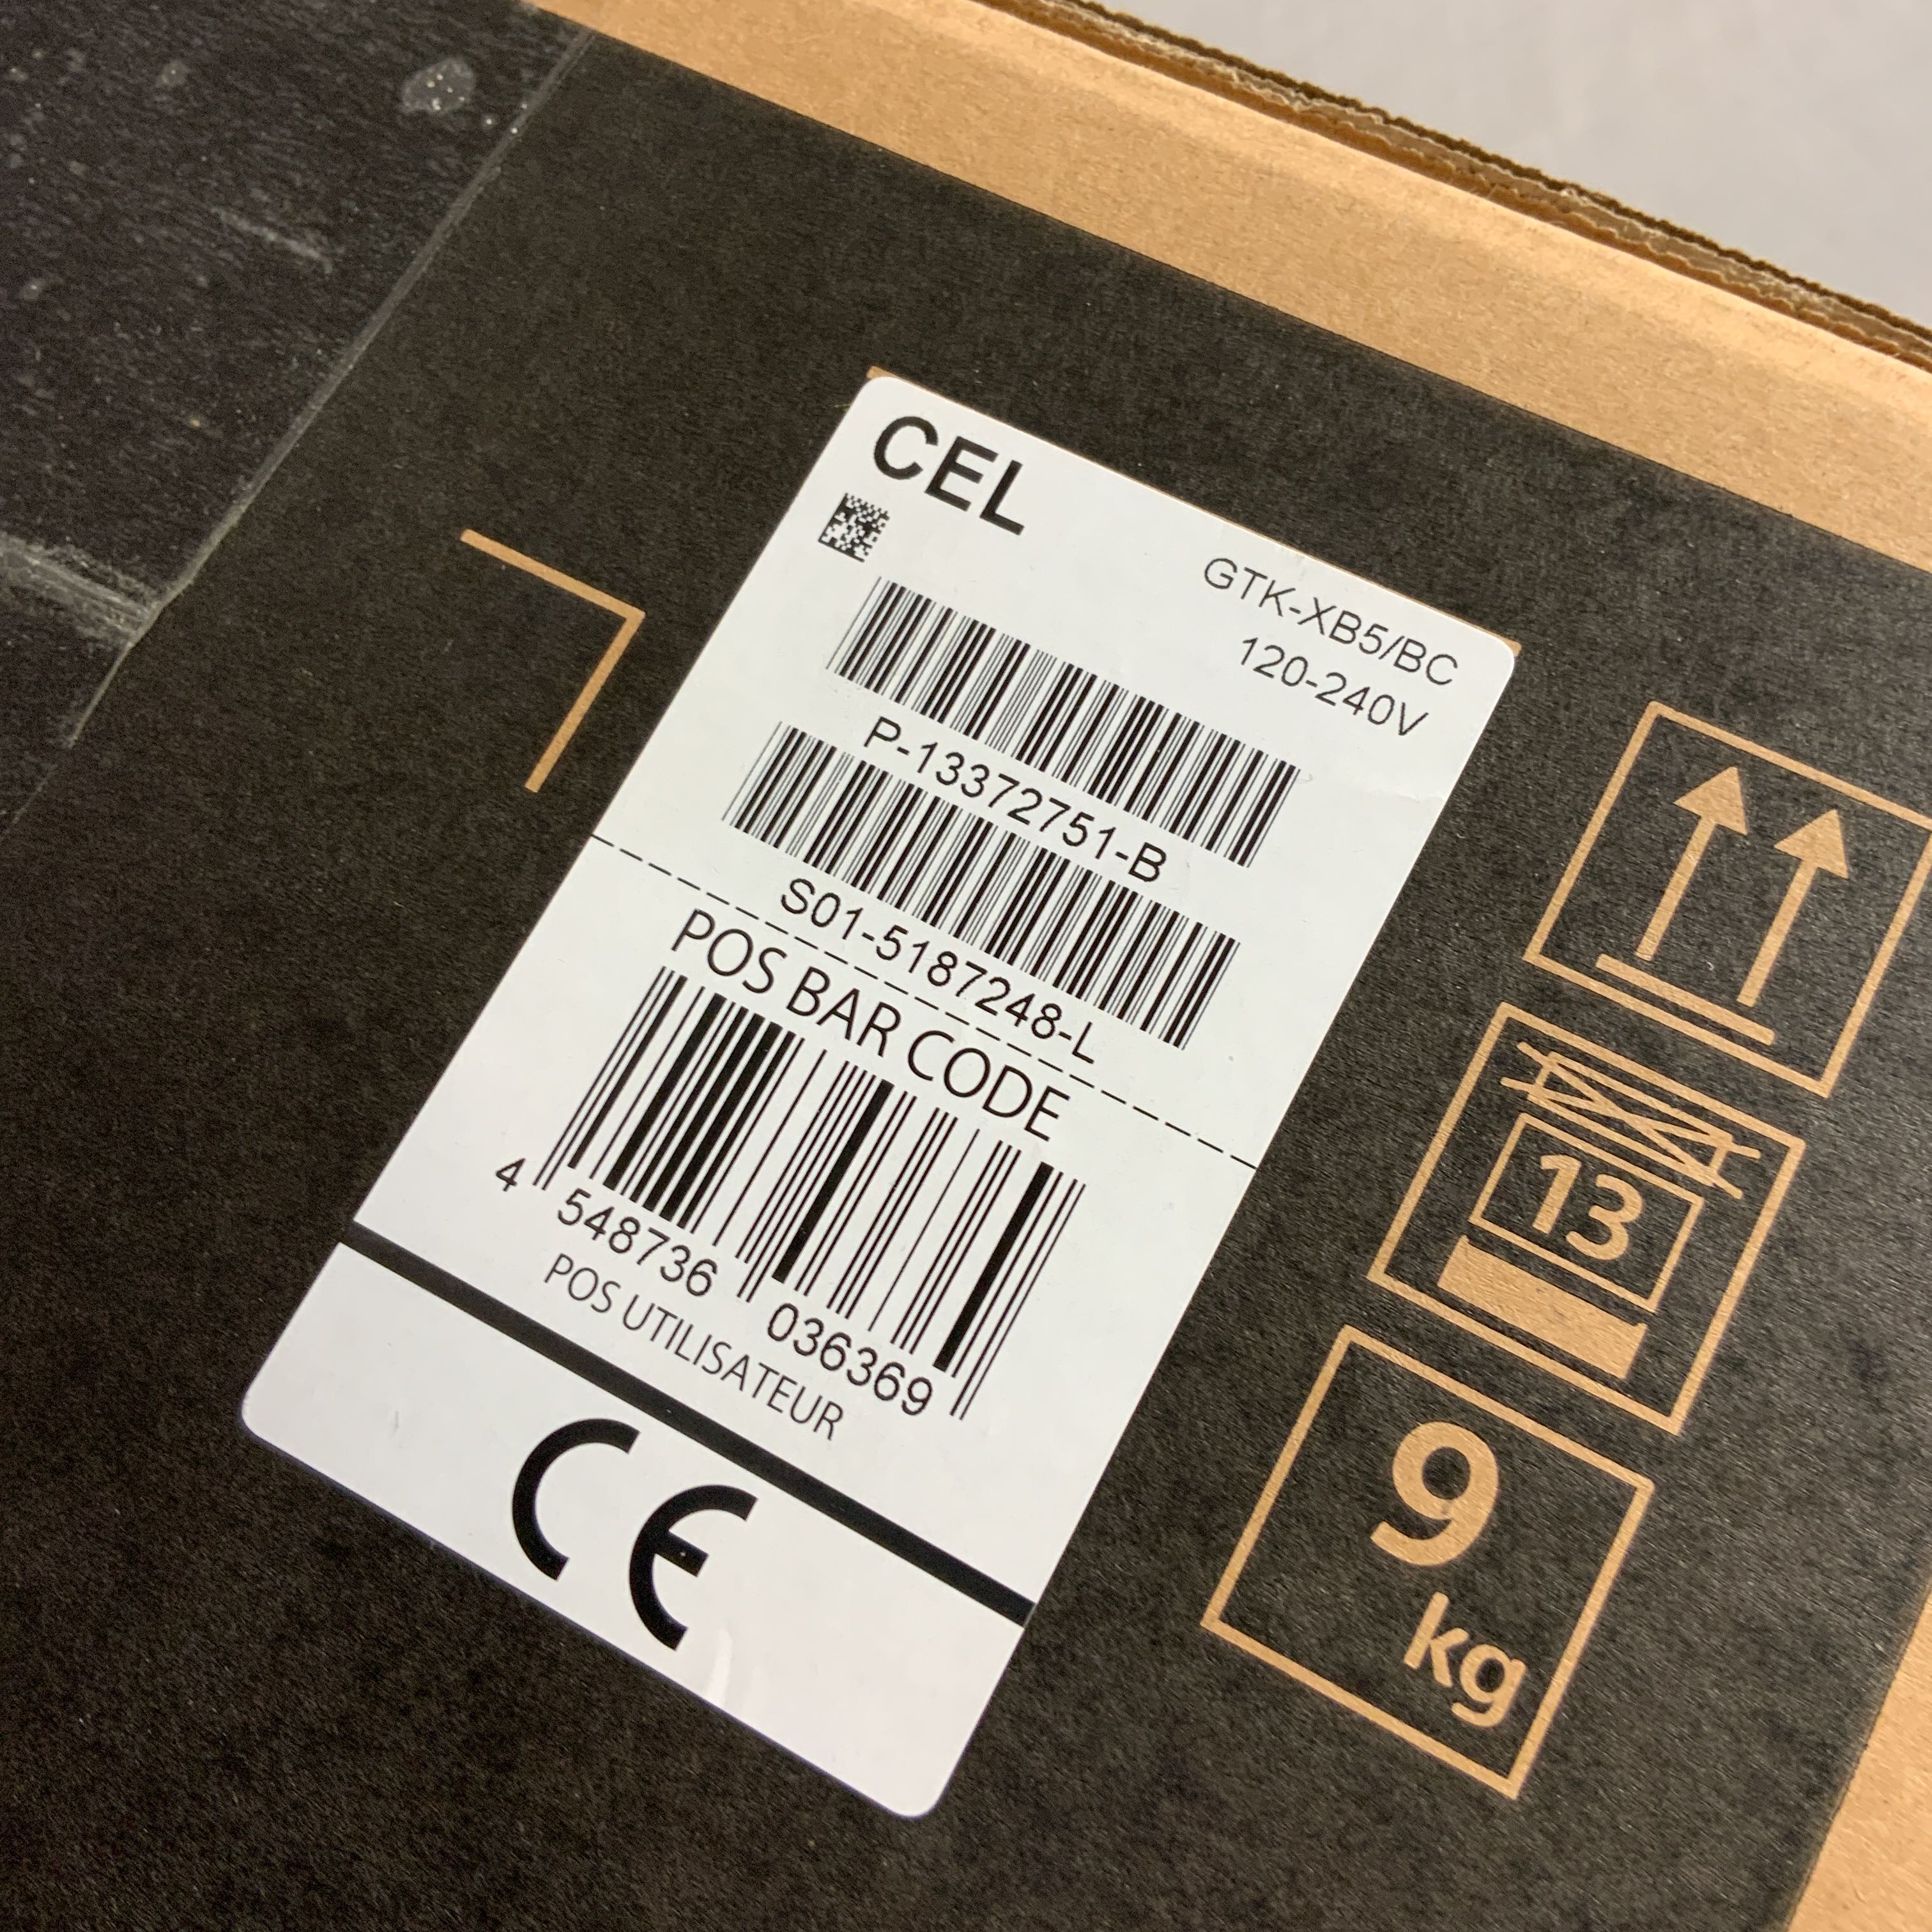 CEL
GTK-XB5/BC
120-240V
P-13372751-B
S01-5187248-L
POS BAR CODE
4 548736 036369
POS UTILISATEUR
CE
13
9
kg